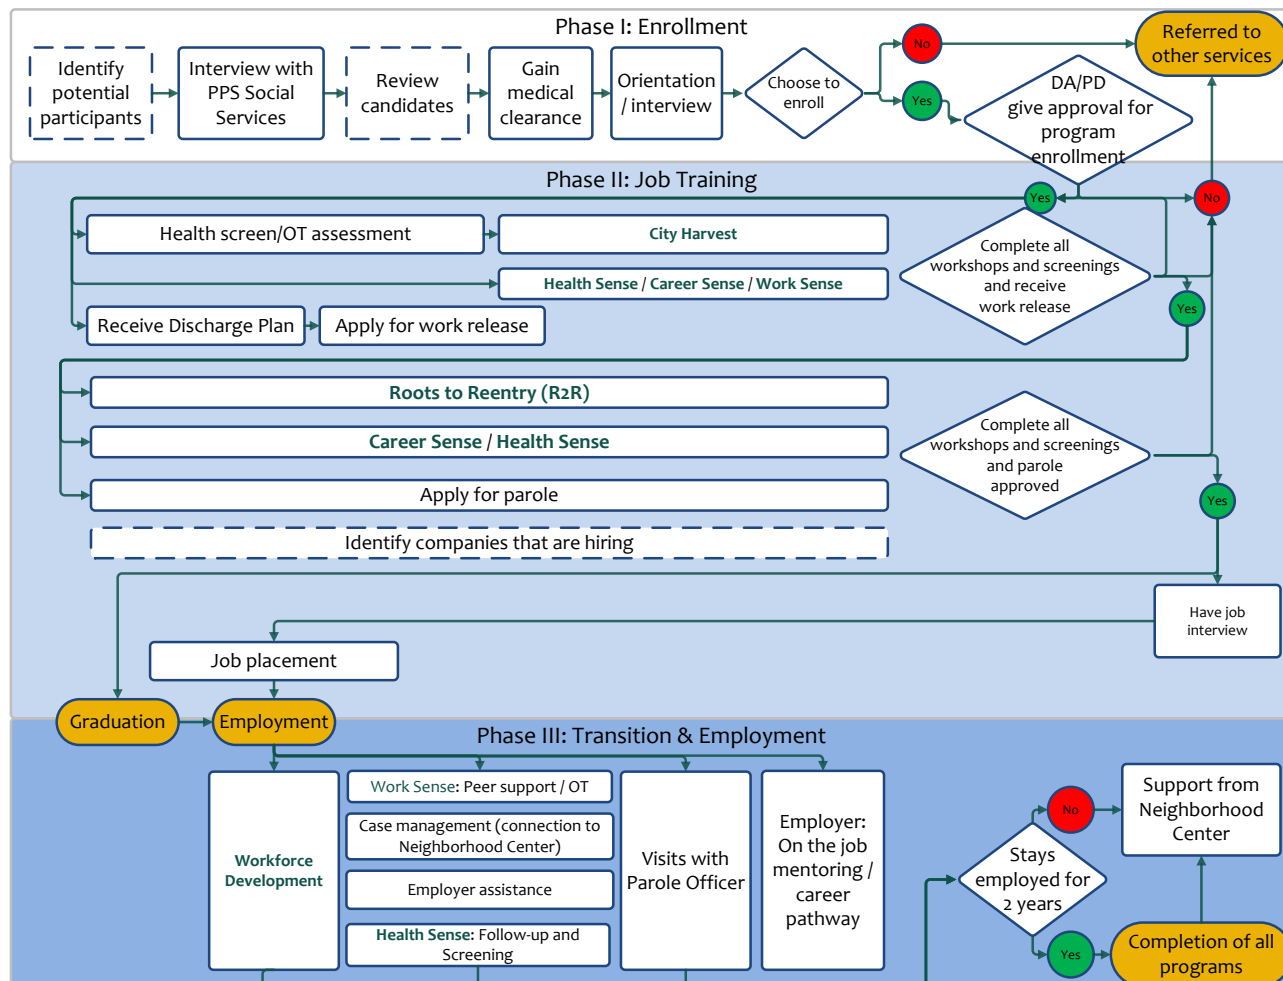 Phase I: Enrollment
Identify
potential
participants
Interview with
PPS Social
Services
Review
candidates
Gain
medical
clearance
Orientation
/ interview
Choose to
enroll
No
Yes
Referred to
other services
DA/PD
give approval for
program
enrollment
Phase II: Job Training
Yes
No
Health screen/OT assessment
City Harvest
Health Sense / Career Sense / Work Sense
Receive Discharge Plan
Apply for work release
Complete all
workshops and screenings
and receive
work release
Yes
Roots to Reentry (R2R)
Career Sense / Health Sense
Apply for parole
Identify companies that are hiring
Complete all
workshops and screenings
and parole
approved
Yes
Have job
interview
Job placement
Graduation
Employment
Phase III: Transition & Employment
Workforce
Development
Work Sense: Peer support / OT
Case management (connection to
Neighborhood Center)
Employer assistance
Health Sense: Follow-up and
Screening
Visits with
Parole Officer
Employer:
On the job
mentoring /
career
pathway
Stays
employed for
2 years
No
Yes
Support from
Neighborhood
Center
Completion of all
programs